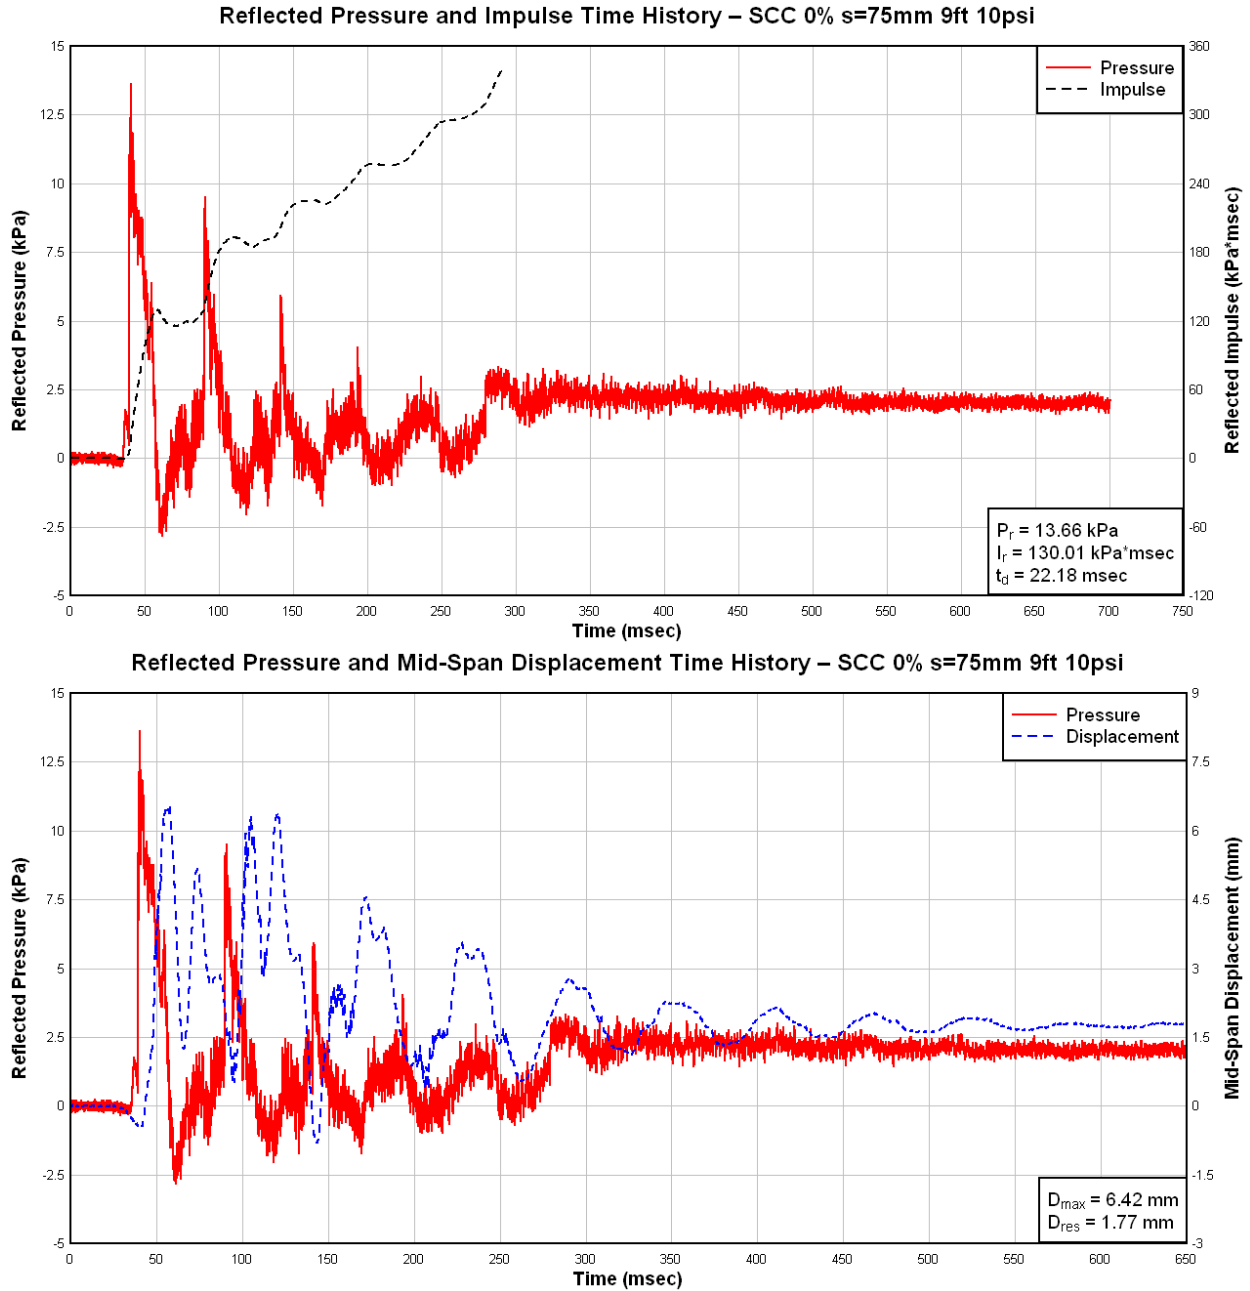 Reflected Pressure and Impulse Time History – SCC 0% s=75mm 9ft 10psi
15
12.5
10
7.5
5
2.5
0
-2.5
-5
Reflected Pressure (kPa)
360
300
240
180
120
60
0
-60
-120
Reflected Impulse (kPa*msec)
Pressure
Impulse
P_r = 13.66 kPa
I_r = 130.01 kPa*msec
t_d = 22.18 msec
0 50 100 150 200 250 300 350 400 450 500 550 600 650 700 750
Time (msec)
Reflected Pressure and Mid-Span Displacement Time History – SCC 0% s=75mm 9ft 10psi
15
12.5
10
7.5
5
2.5
0
-2.5
-5
Reflected Pressure (kPa)
9
7.5
6
4.5
3
1.5
0
-1.5
-3
Mid-Span Displacement (mm)
Pressure
Displacement
D_max = 6.42 mm
D_res = 1.77 mm
0 50 100 150 200 250 300 350 400 450 500 550 600 650
Time (msec)